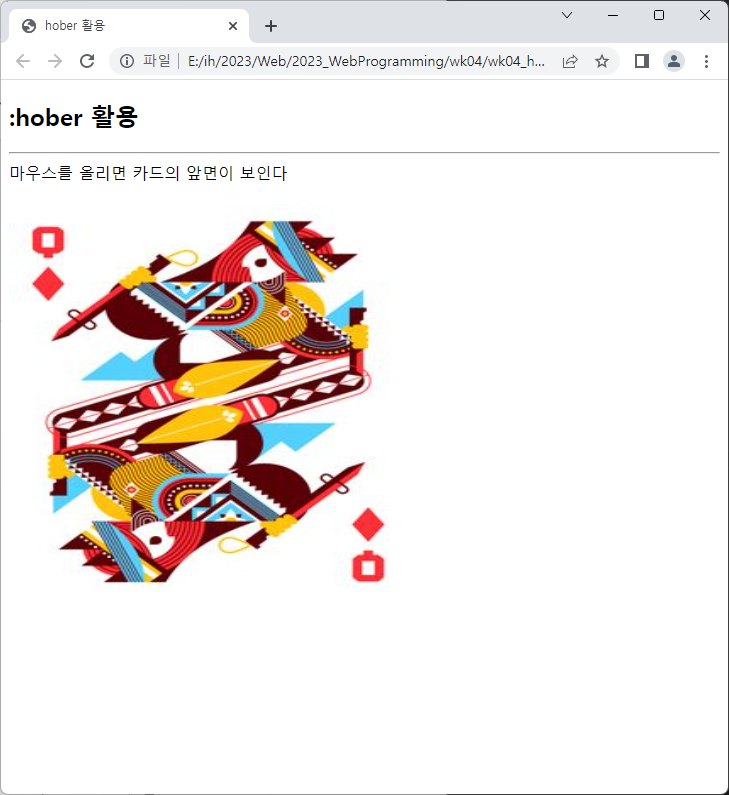 hober 활용
파일
E:/ih/2023/Web/2023_WebProgramming/wk04/wk04_h...
:hober 활용
마우스를 올리면 카드의 앞면이 보인다
Q
Q